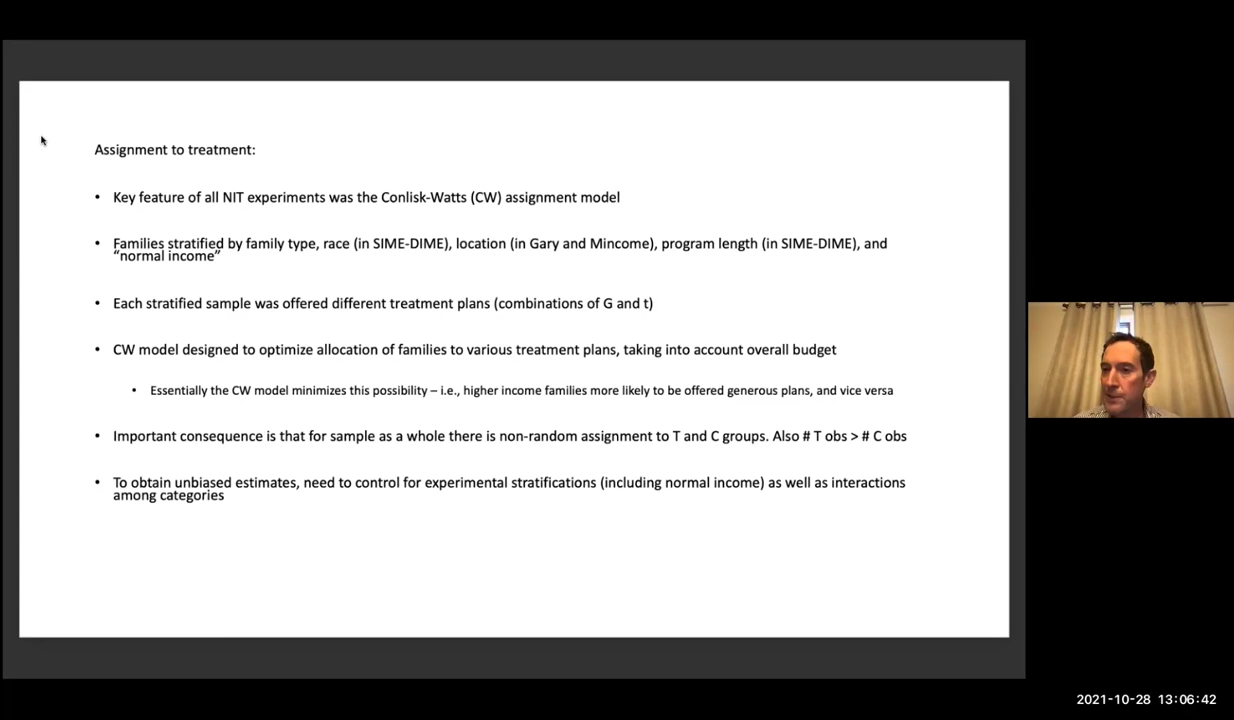 Assignment to treatment:
• Key feature of all NIT experiments was the Conlisk-Watts (CW) assignment model
• Families stratified by family type, race (in SIME-DIME), location (in Gary and Mincome), program length (in SIME-DIME), and
“normal income”
• Each stratified sample was offered different treatment plans (combinations of G and t)
• CW model designed to optimize allocation of families to various treatment plans, taking into account overall budget
• Essentially the CW model minimizes this possibility – i.e., higher income families more likely to be offered generous plans, and vice versa
• Important consequence is that for sample as a whole there is non-random assignment to T and C groups. Also # T obs > # C obs
• To obtain unbiased estimates, need to control for experimental stratifications (including normal income) as well as interactions
among categories
2021-10-28 13:06:42